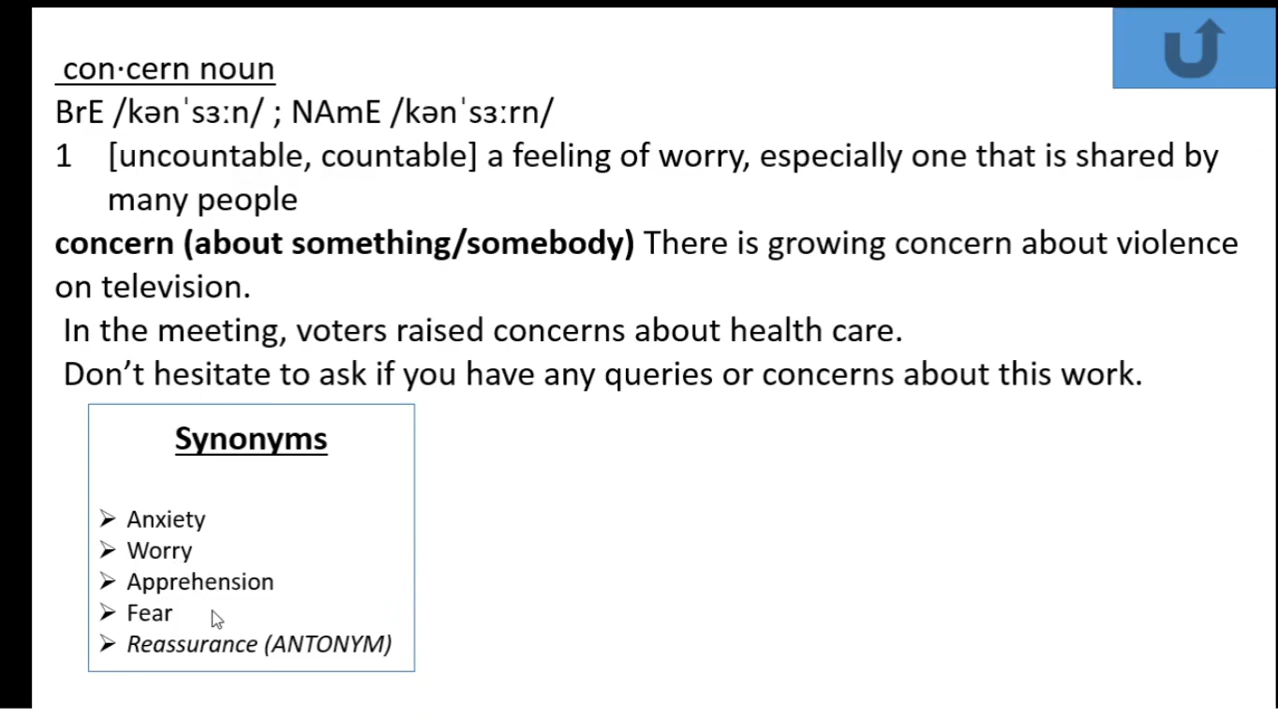 con·cern noun
BrE /kənˈsɜːn/ ; NAmE /kənˈsɜːrn/
1 [uncountable, countable] a feeling of worry, especially one that is shared by
many people
concern (about something/somebody) There is growing concern about violence
on television.
In the meeting, voters raised concerns about health care.
Don’t hesitate to ask if you have any queries or concerns about this work.
Synonyms
➢ Anxiety
➢ Worry
➢ Apprehension
➢ Fear
➢ Reassurance (ANTONYM)